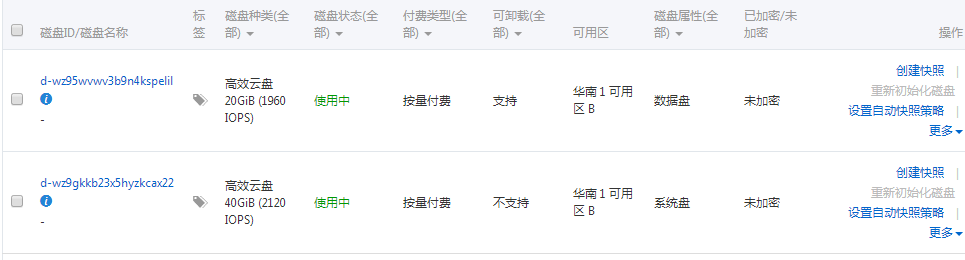 磁盘ID/磁盘名称
标
签
磁盘种类(全
部)
磁盘状态(全
部)
付费类型(全
部)
可卸载(全
部)
可用区
磁盘属性(全
部)
已加密/未
加密
操作
d-wz95wvwv3b9n4kspelil
-
高效云盘
20GiB (1960
IOPS)
使用中
按量付费
支持
华南 1 可用
区 B
数据盘
未加密
创建快照 |
重新初始化磁盘
设置自动快照策略 |
更多
d-wz9gkkb23x5hyzkcax22
-
高效云盘
40GiB (2120
IOPS)
使用中
按量付费
不支持
华南 1 可用
区 B
系统盘
未加密
创建快照 |
重新初始化磁盘
设置自动快照策略 |
更多